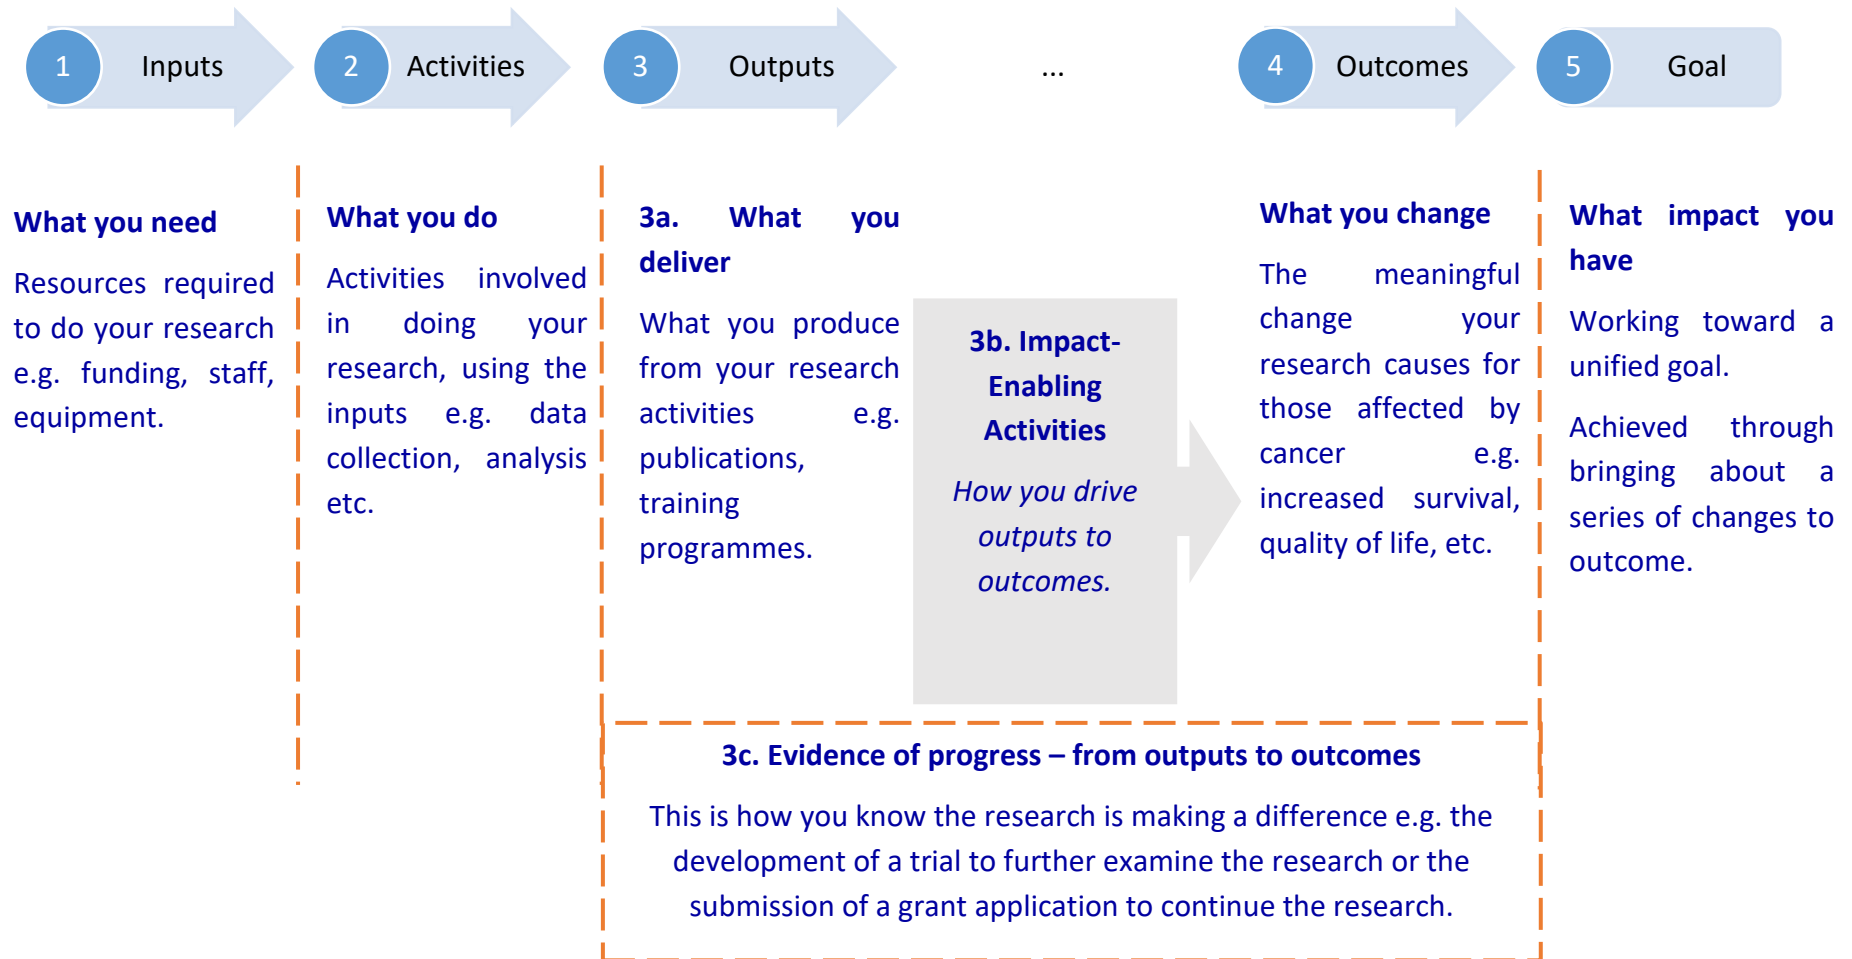 1 Inputs
2 Activities
3 Outputs
...
4 Outcomes
5 Goal
What you need
Resources required
to do your research
e.g. funding, staff,
equipment.
What you do
Activities involved
in doing your
research, using the
inputs e.g. data
collection, analysis
etc.
3a. What you
deliver
What you produce
from your research
activities e.g.
publications,
training
programmes.
3b. Impact-
Enabling
Activities
How you drive
outputs to
outcomes.
What you change
The meaningful
change your
research causes for
those affected by
cancer e.g.
increased survival,
quality of life, etc.
What impact you
have
Working toward a
unified goal.
Achieved through
bringing about a
series of changes to
outcome.
3c. Evidence of progress – from outputs to outcomes
This is how you know the research is making a difference e.g. the
development of a trial to further examine the research or the
submission of a grant application to continue the research.